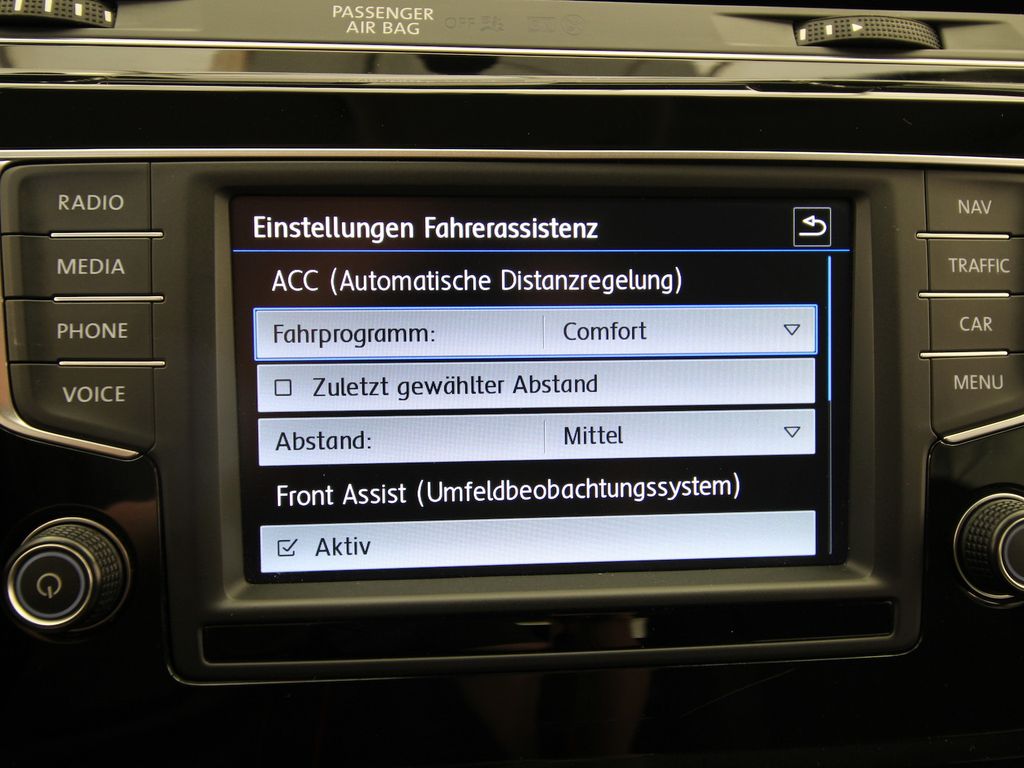 PASSENGER
AIR BAG
OFF
RADIO
MEDIA
PHONE
VOICE
Einstellungen Fahrerassistenz
ACC (Automatische Distanzregelung)
Fahrprogramm: Comfort
Zuletzt gewählter Abstand
Abstand: Mittel
Front Assist (Umfeldbeobachtungssystem)
Aktiv
NAV
TRAFFIC
CAR
MENU